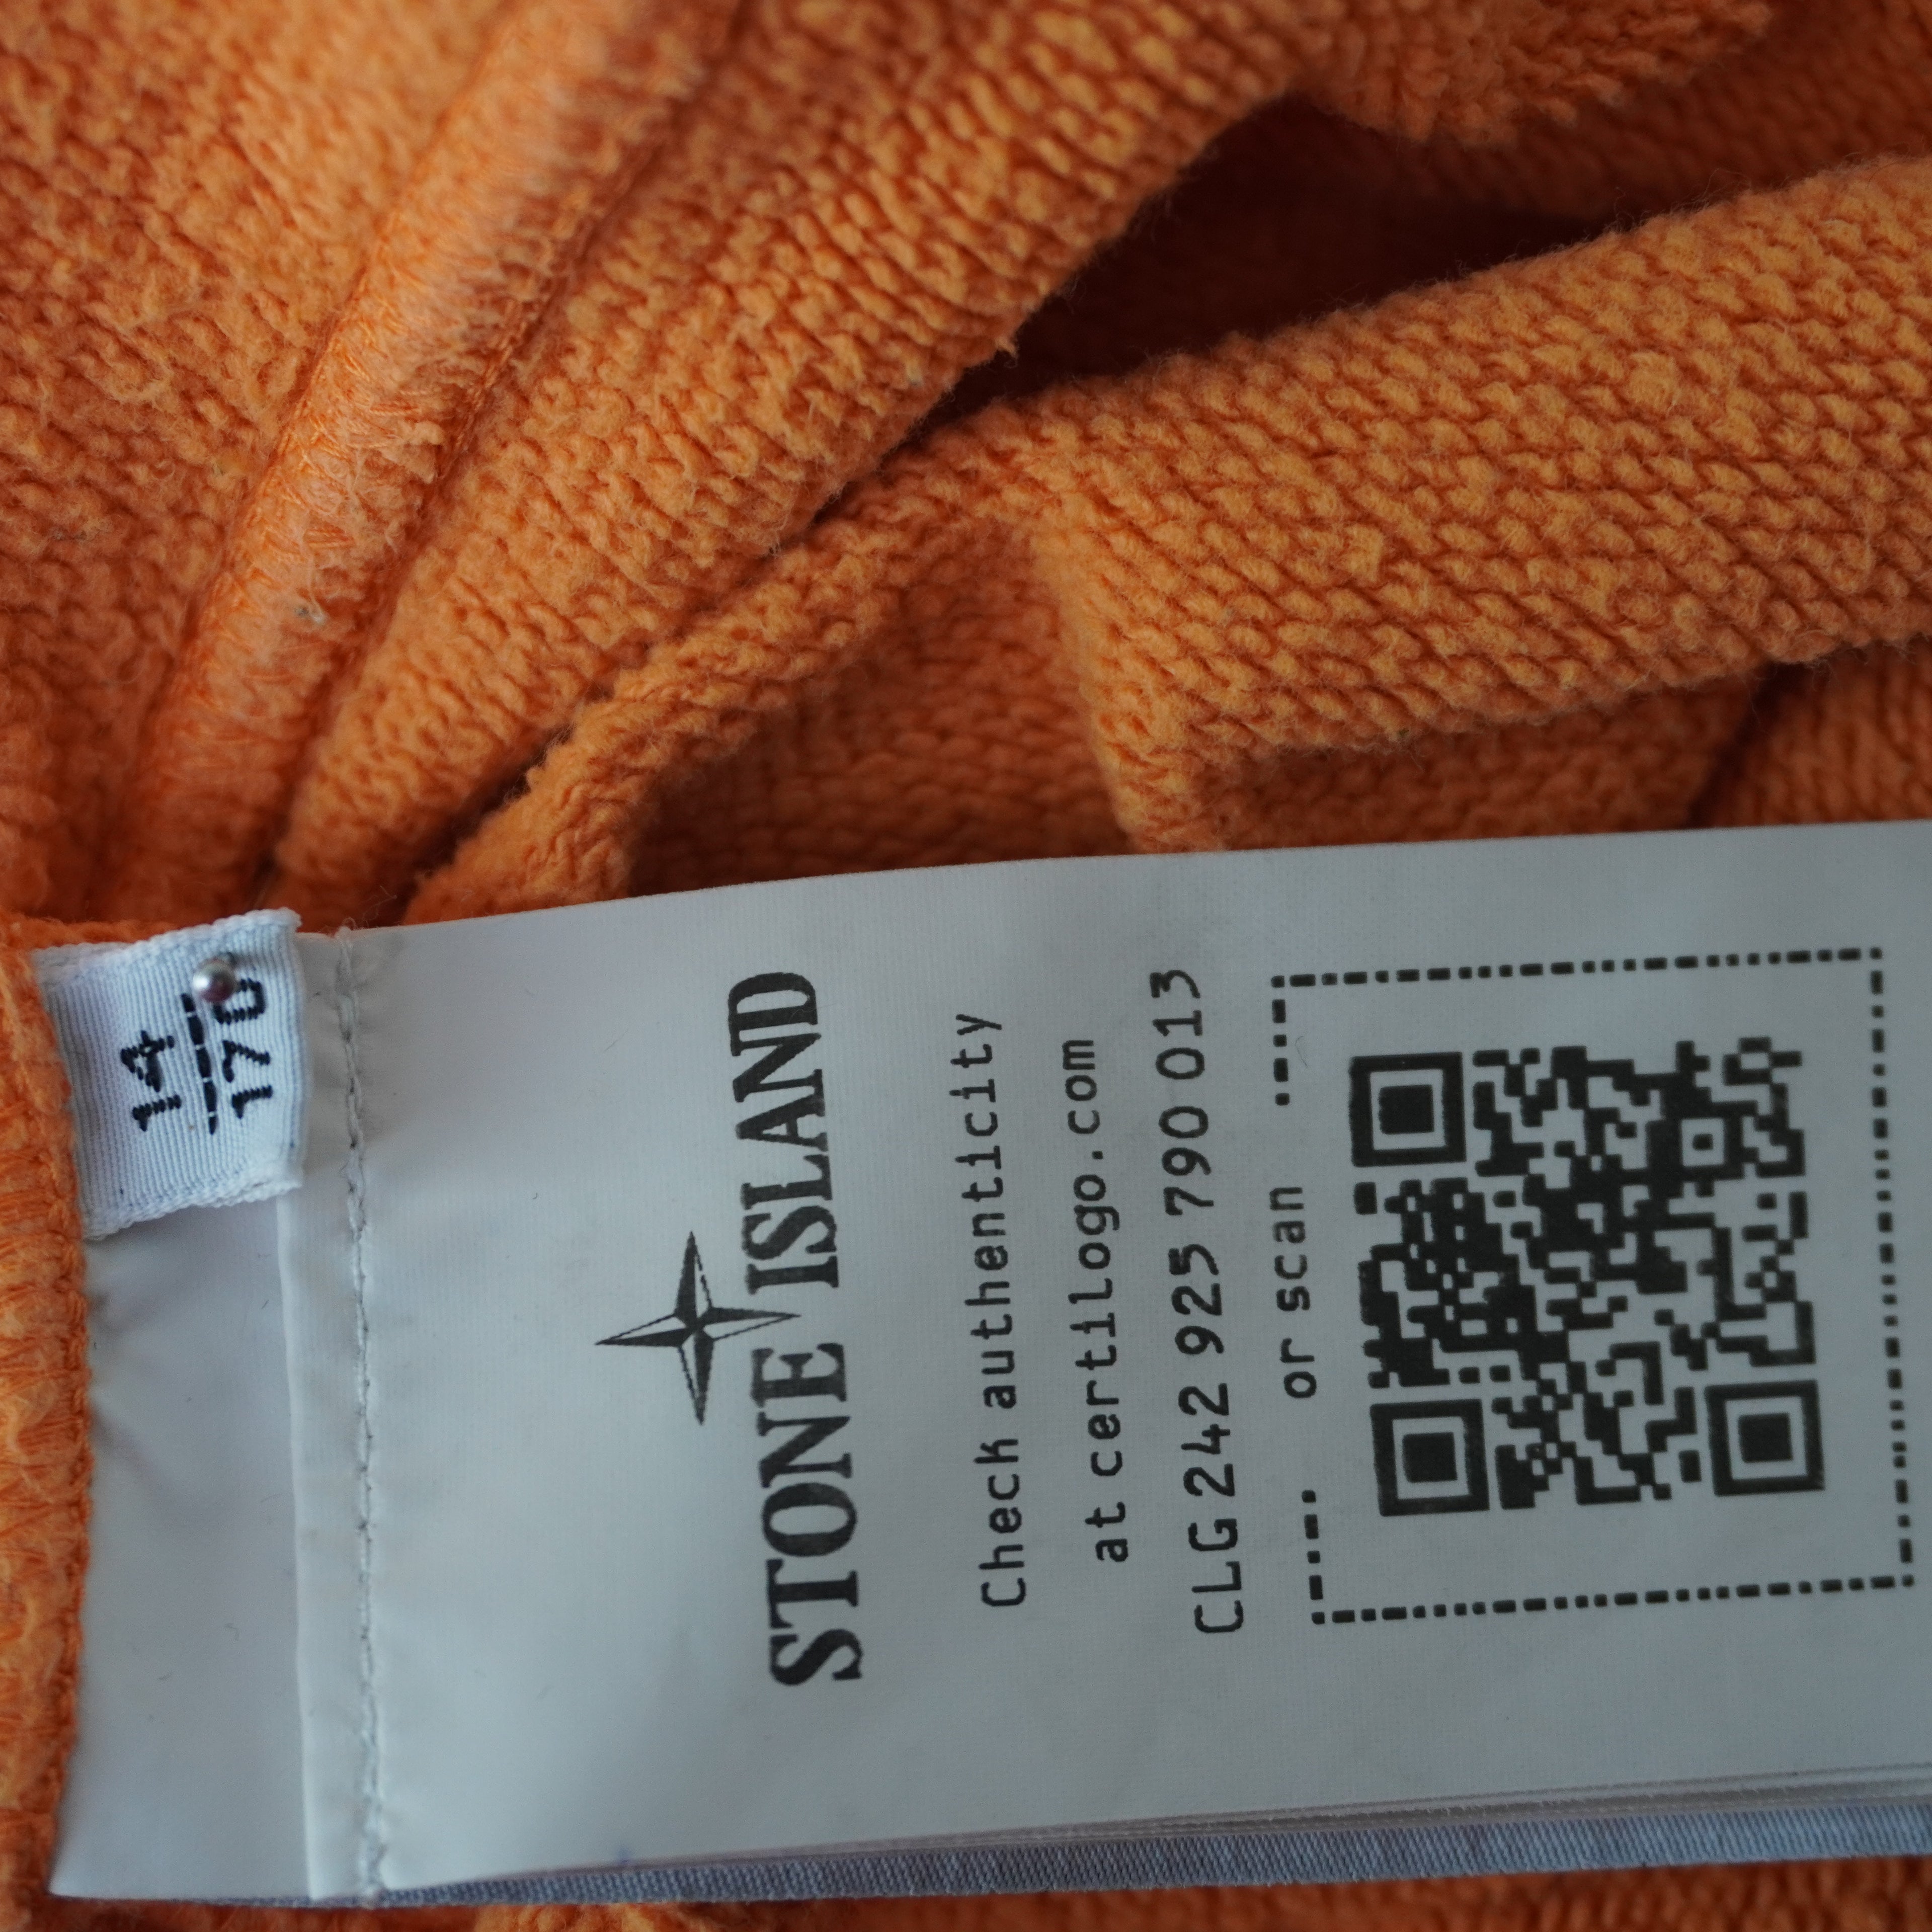 14
170
STONE ISLAND
Check authenticity
at certilogo.com
CLG 242 925 790 013
or scan